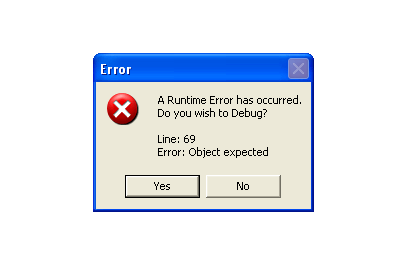 Error
A Runtime Error has occurred.
Do you wish to Debug?
Line: 69
Error: Object expected
Yes
No